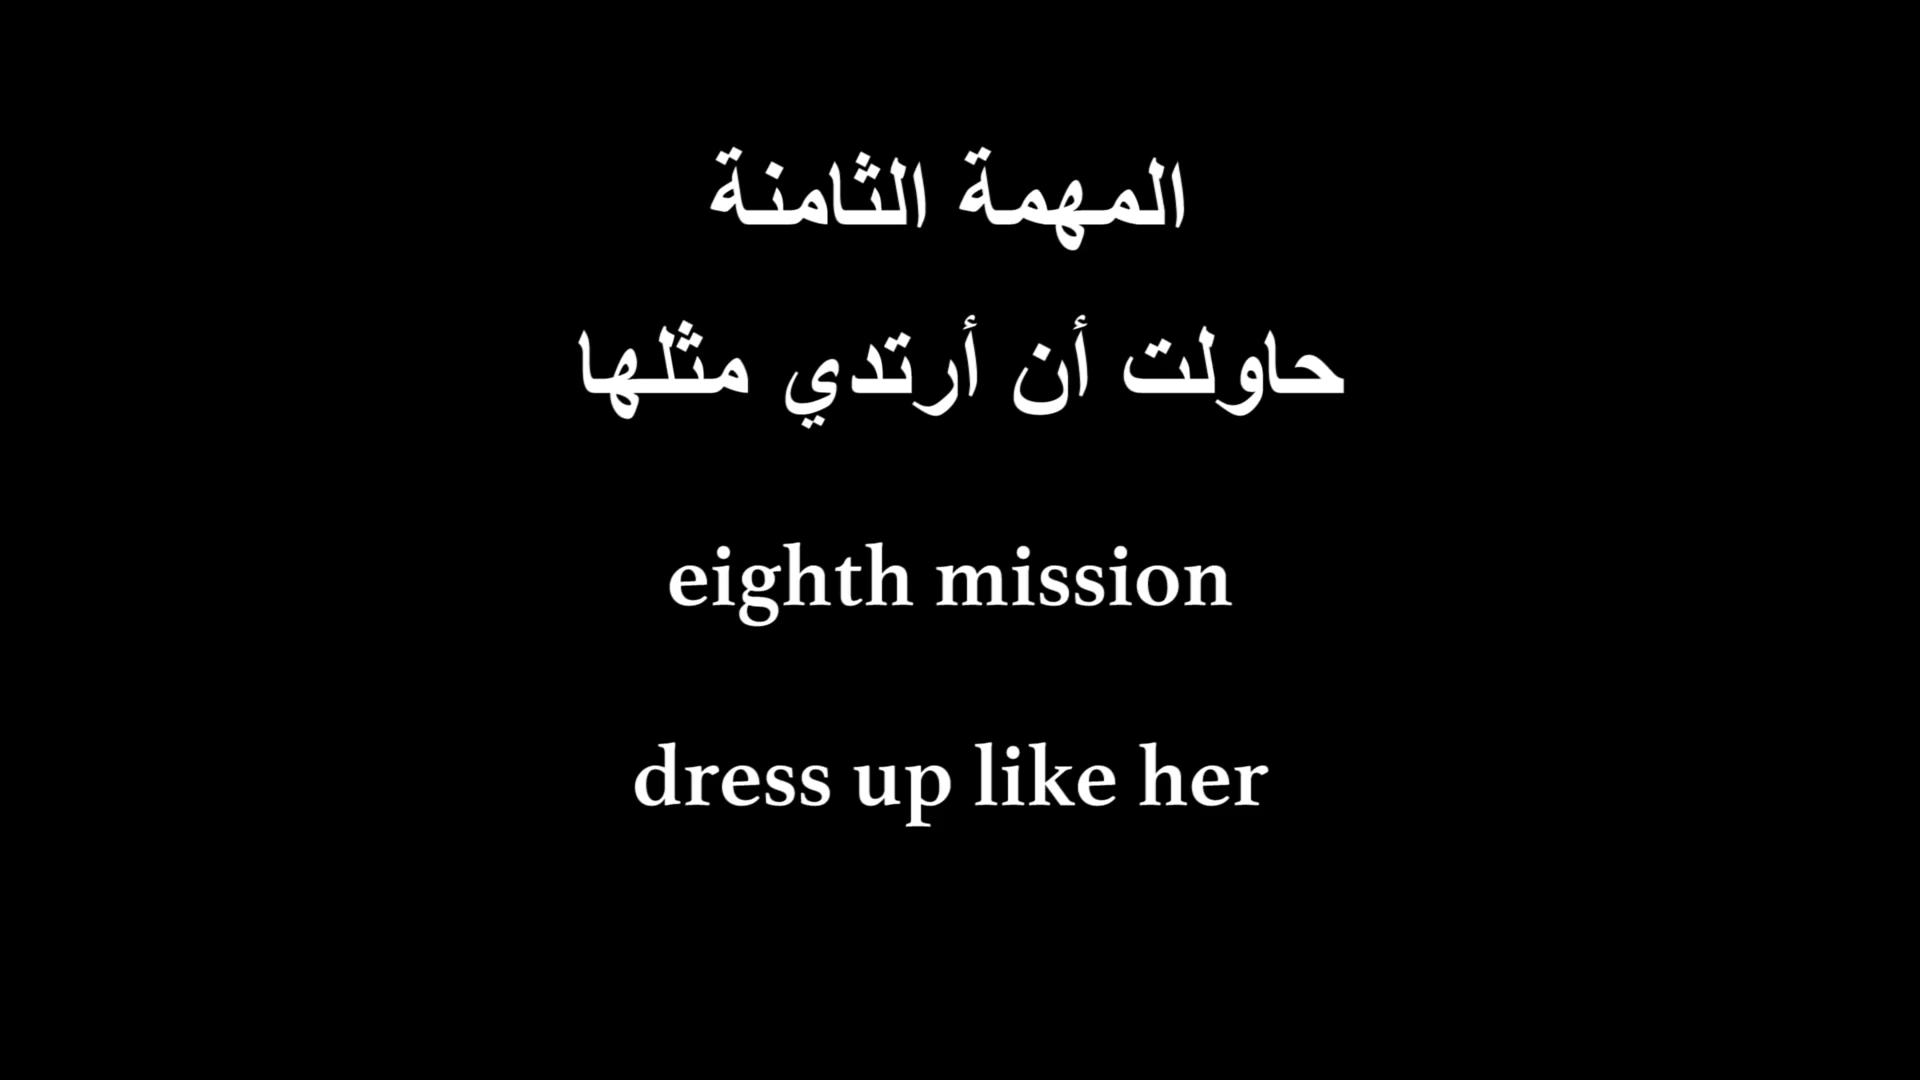 المهمة الثامنة
حاولت أن أرتدي مثلها
eighth mission
dress up like her